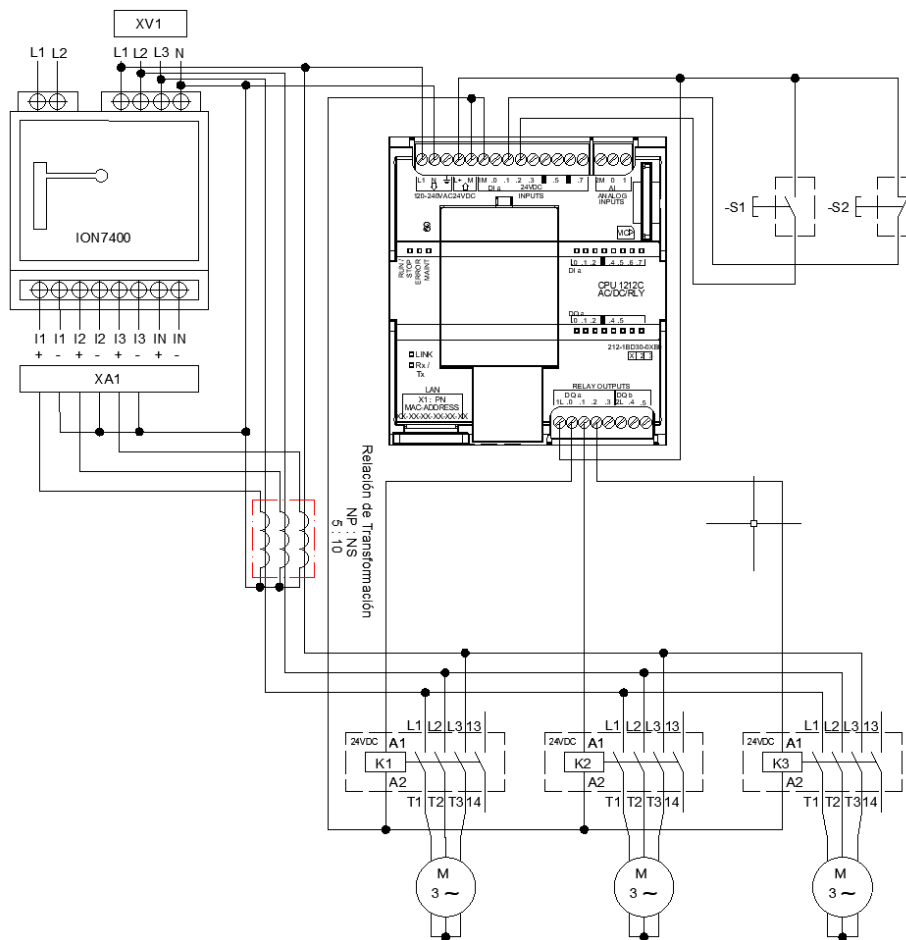 XV1
L1 L2
L1 L2 L3 N
ION7400
I1 I1 I2 I2 I3 I3 IN IN
+ - + - + - + -
XA1
L1 N L+ M 1M .0 .1 .2 .3 .5 .7 2M 0 1
120-240VAC 24VDC
DI a
24VDC
INPUTS
AI
ANALOG
INPUTS
RUN /
STOP
ERROR
MAINT
.0 .1 .2 .4 .5 .6 .7
DI a
CPU 1212C
AC/DC/RLY
DQ a
.0 .1 .2 .4 .5
212-1BD30-0XB0
X 2 3
LINK
Rx /
Tx
LAN
X1 : PN
MAC-ADDRESS
XX-XX-XX-XX-XX-XX
RELAY OUTPUTS
DQ a DQ b
1L .0 .1 .2 .3 2L .4 .5
-S1
-S2
Relación de Transformación
NP : NS
5 : 10
L1 L2 L3 13
24VDC A1
K1
A2
T1 T2 T3 14
M
3 ~
L1 L2 L3 13
24VDC A1
K2
A2
T1 T2 T3 14
M
3 ~
L1 L2 L3 13
24VDC A1
K3
A2
T1 T2 T3 14
M
3 ~